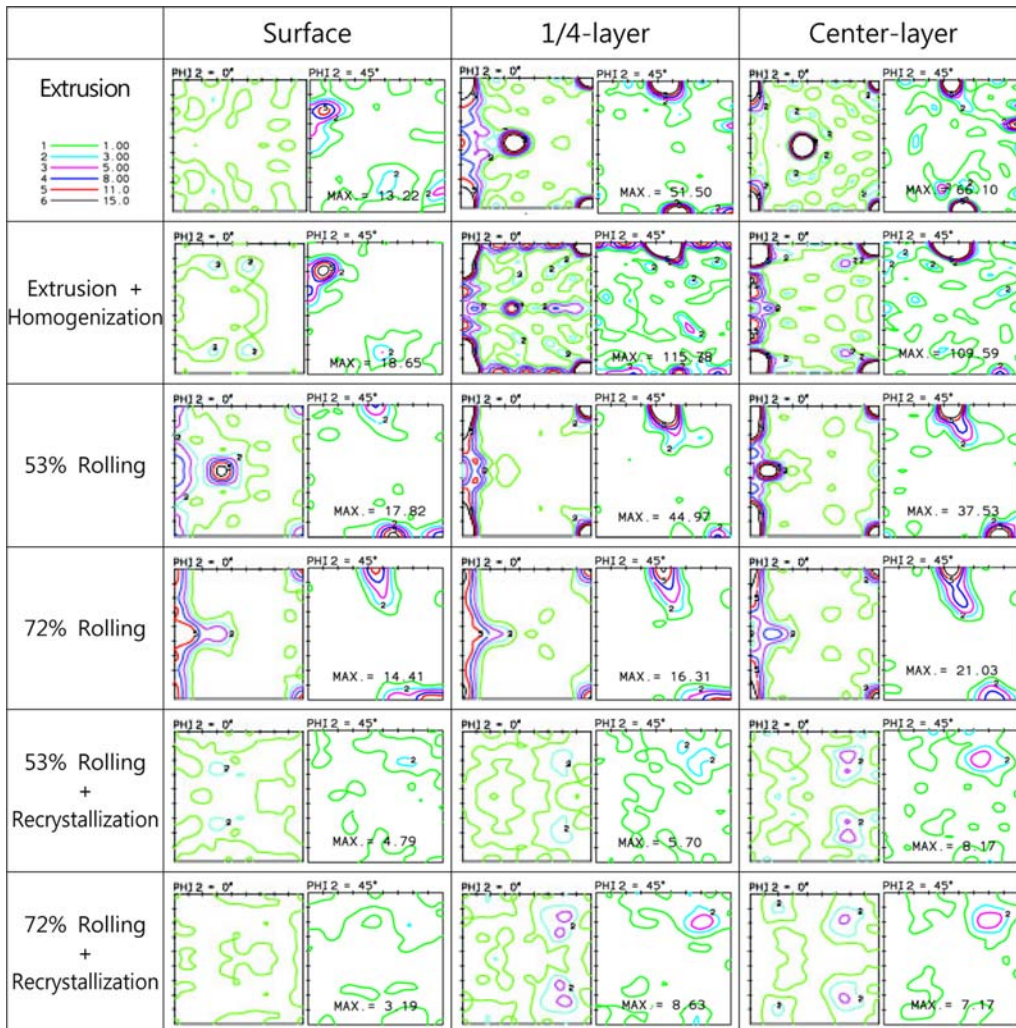 Surface 1/4-layer Center-layer
Extrusion
1 1.00
2 3.00
3 5.00
4 8.00
5 11.0
6 15.0
PHI2 = 0° PHI2 = 45° MAX. = 13.22
PHI2 = 0° PHI2 = 45° MAX. = 51.50
PHI2 = 0° PHI2 = 45° MAX. = 66.10
Extrusion +
Homogenization
PHI2 = 0° PHI2 = 45° MAX. = 18.65
PHI2 = 0° PHI2 = 45° MAX. = 115.78
PHI2 = 0° PHI2 = 45° MAX. = 109.59
53% Rolling
PHI2 = 0° PHI2 = 45° MAX. = 17.82
PHI2 = 0° PHI2 = 45° MAX. = 44.97
PHI2 = 0° PHI2 = 45° MAX. = 37.53
72% Rolling
PHI2 = 0° PHI2 = 45° MAX. = 14.41
PHI2 = 0° PHI2 = 45° MAX. = 16.31
PHI2 = 0° PHI2 = 45° MAX. = 21.03
53% Rolling
+
Recrystallization
PHI2 = 0° PHI2 = 45° MAX. = 4.79
PHI2 = 0° PHI2 = 45° MAX. = 5.70
PHI2 = 0° PHI2 = 45° MAX. = 8.17
72% Rolling
+
Recrystallization
PHI2 = 0° PHI2 = 45° MAX. = 3.19
PHI2 = 0° PHI2 = 45° MAX. = 8.63
PHI2 = 0° PHI2 = 45° MAX. = 7.17